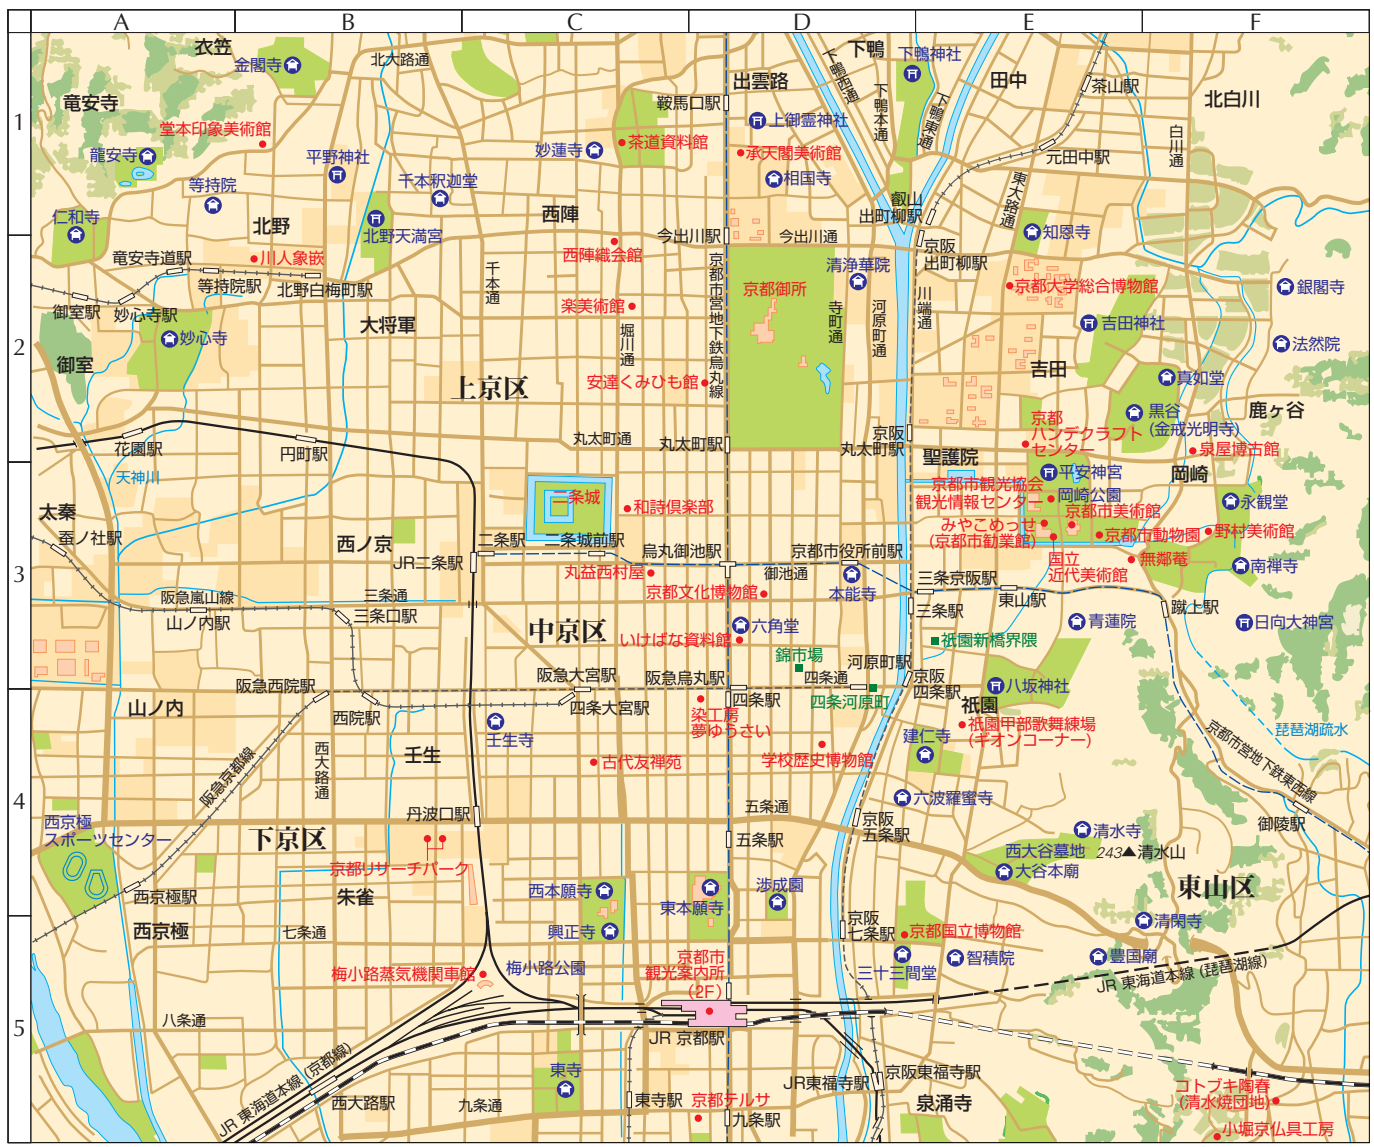 A
B
C
D
E
F
1
2
3
4
5
衣笠
金閣寺
北大路通
竜安寺
堂本印象美術館
龍安寺
平野神社
等持院
千本釈迦堂
仁和寺
北野
北野天満宮
竜安寺道駅
川人象嵌
等持院駅
北野白梅町駅
御室駅
妙心寺駅
妙心寺
御室
大将軍
花園駅
円町駅
天神川
鞍馬口駅
出雲路
下鴨
下鴨西通
下鴨本通
下鴨神社
下鴨東通
田中
茶山駅
北白川
白川通
元田中駅
上御霊神社
妙蓮寺
茶道資料館
承天閣美術館
相国寺
叡山
出町柳駅
東大路通
西陣
今出川駅
今出川通
西陣織会館
千本通
京阪
出町柳駅
知恩寺
清浄華院
京都御所
京都市営地下鉄烏丸線
楽美術館
堀川通
寺町通
河原町通
川端通
京都大学総合博物館
銀閣寺
吉田神社
法然院
上京区
安達くみひも館
吉田
真如堂
黒谷
(金戒光明寺)
鹿ヶ谷
丸太町通
丸太町駅
京阪
丸太町駅
京都
ハンデクラフト
センター
泉屋博古館
聖護院
岡崎
平安神宮
京都市観光協会
観光情報センター
岡崎公園
永観堂
みやこめっせ
(京都市勧業館)
京都市美術館
京都市動物園
野村美術館
国立
近代美術館
無鄰菴
南禅寺
太秦
蚕ノ社駅
西ノ京
二条城
和詩倶楽部
二条駅
二条城前駅
烏丸御池駅
京都市役所前駅
JR二条駅
丸益西村屋
御池通
京都文化博物館
本能寺
三条京阪駅
三条駅
東山駅
蹴上駅
青蓮院
日向大神宮
阪急嵐山線
三条通
山ノ内駅
三条口駅
中京区
いけばな資料館
六角堂
錦市場
祇園新橋界隈
河原町駅
京阪
四条駅
八坂神社
祇園
阪急西院駅
阪急大宮駅
阪急烏丸駅
四条通
四条河原町
四条駅
四条大宮駅
山ノ内
西院駅
壬生寺
染工房
夢ゆうさい
学校歴史博物館
建仁寺
祇園甲部歌舞練場
(ギオンコーナー)
琵琶湖疏水
京都市営地下鉄東西線
阪急京都線
西大路通
壬生
古代友禅苑
六波羅蜜寺
西京極
スポーツセンター
丹波口駅
五条通
五条駅
京阪
五条駅
清水寺
西大谷墓地
243▲清水山
大谷本廟
御陵駅
下京区
京都リサーチパーク
朱雀
西京極駅
西京極
西本願寺
東本願寺
渉成園
東山区
清閑寺
七条通
興正寺
京阪
七条駅
京都国立博物館
三十三間堂
智積院
豊国廟
梅小路蒸気機関車館
梅小路公園
京都市
観光案内所
(2F)
JR 東海道本線 (琵琶湖線)
八条通
JR 京都駅
JR 東海道本線 (京都線)
東寺
西大路駅
九条通
東寺駅
京都テルサ
九条駅
JR東福寺駅
京阪東福寺駅
泉涌寺
コトブキ陶春
(清水焼団地)
小堀京仏具工房